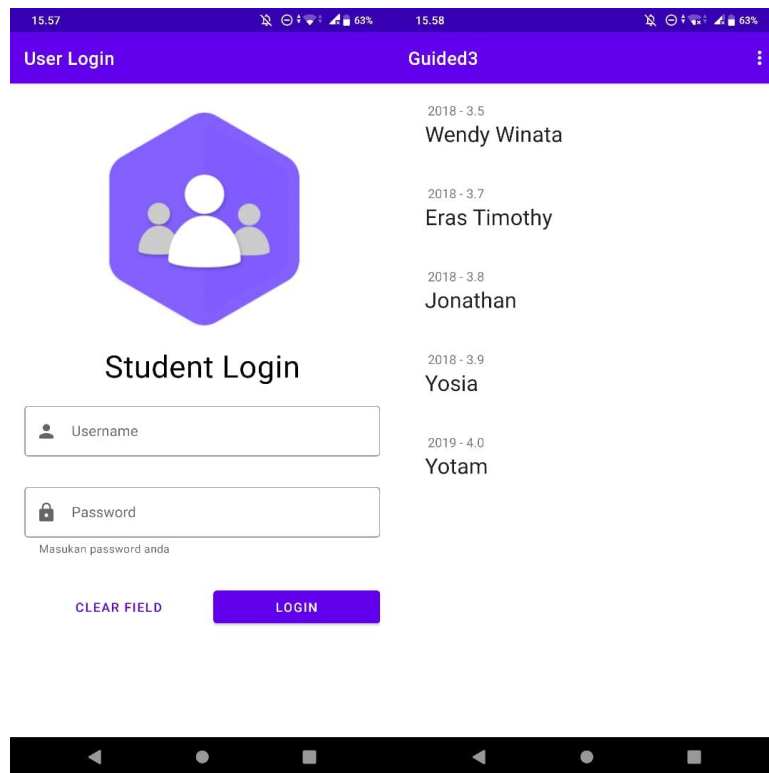 15.57
63%
User Login
Student Login
Username
Password
Masukan password anda
CLEAR FIELD
LOGIN
15.58
63%
Guided3
2018 - 3.5
Wendy Winata
2018 - 3.7
Eras Timothy
2018 - 3.8
Jonathan
2018 - 3.9
Yosia
2019 - 4.0
Yotam